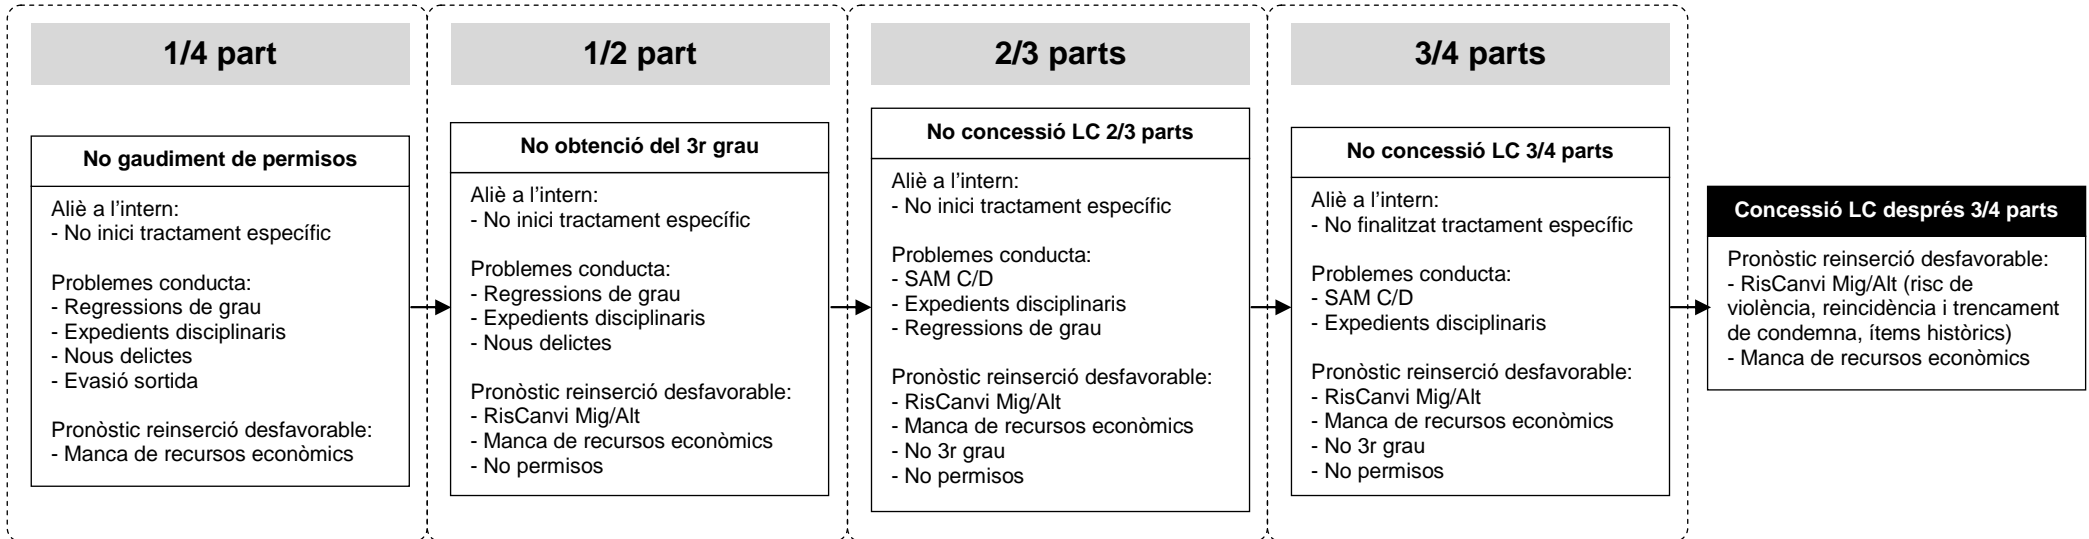 1/4 part
No gaudiment de permisos
Aliè a l’intern:
- No inici tractament específic
Problemes conducta:
- Regressions de grau
- Expedients disciplinaris
- Nous delictes
- Evasió sortida
Pronòstic reinserció desfavorable:
- Manca de recursos econòmics
1/2 part
No obtenció del 3r grau
Aliè a l’intern:
- No inici tractament específic
Problemes conducta:
- Regressions de grau
- Expedients disciplinaris
- Nous delictes
Pronòstic reinserció desfavorable:
- RisCanvi Mig/Alt
- Manca de recursos econòmics
- No permisos
2/3 parts
No concessió LC 2/3 parts
Aliè a l’intern:
- No inici tractament específic
Problemes conducta:
- SAM C/D
- Expedients disciplinaris
- Regressions de grau
Pronòstic reinserció desfavorable:
- RisCanvi Mig/Alt
- Manca de recursos econòmics
- No 3r grau
- No permisos
3/4 parts
No concessió LC 3/4 parts
Aliè a l’intern:
- No finalitzat tractament específic
Problemes conducta:
- SAM C/D
- Expedients disciplinaris
Pronòstic reinserció desfavorable:
- RisCanvi Mig/Alt
- Manca de recursos econòmics
- No 3r grau
- No permisos
Concessió LC després 3/4 parts
Pronòstic reinserció desfavorable:
- RisCanvi Mig/Alt (risc de
violència, reincidència i trencament
de condemna, ítems històrics)
- Manca de recursos econòmics